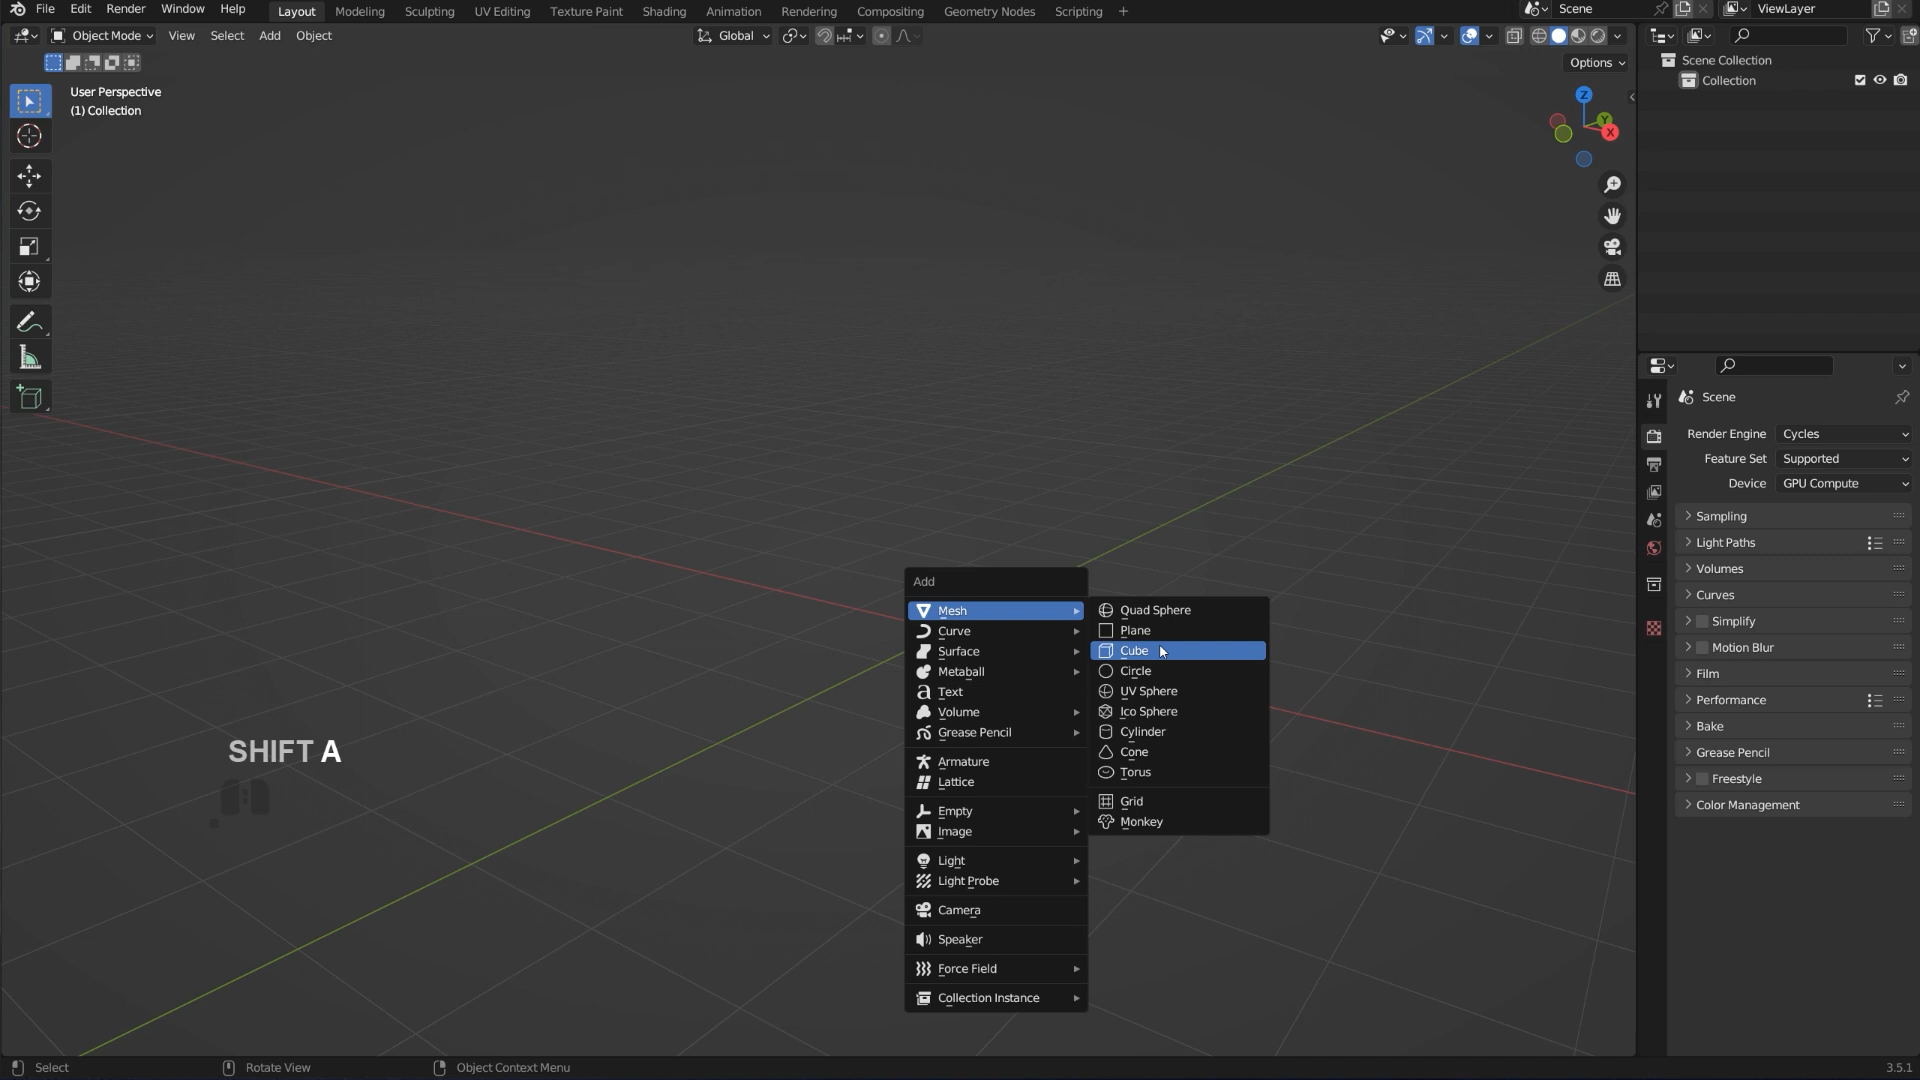 File Edit Render Window Help Layout Modeling Sculpting UV Editing Texture Paint Shading Animation Rendering Compositing Geometry Nodes Scripting + Scene ViewLayer
Object Mode View Select Add Object Global
Options
User Perspective
(1) Collection
Z
Y
X
Scene Collection
Collection
Scene
Render Engine Cycles
Feature Set Supported
Device GPU Compute
Sampling
Light Paths
Volumes
Curves
Simplify
Motion Blur
Film
Performance
Bake
Grease Pencil
Freestyle
Color Management
Add
Mesh
Curve
Surface
Metaball
Text
Volume
Grease Pencil
Armature
Lattice
Empty
Image
Light
Light Probe
Camera
Speaker
Force Field
Collection Instance
Quad Sphere
Plane
Cube
Circle
UV Sphere
Ico Sphere
Cylinder
Cone
Torus
Grid
Monkey
SHIFT A
Select Rotate View Object Context Menu 3.5.1